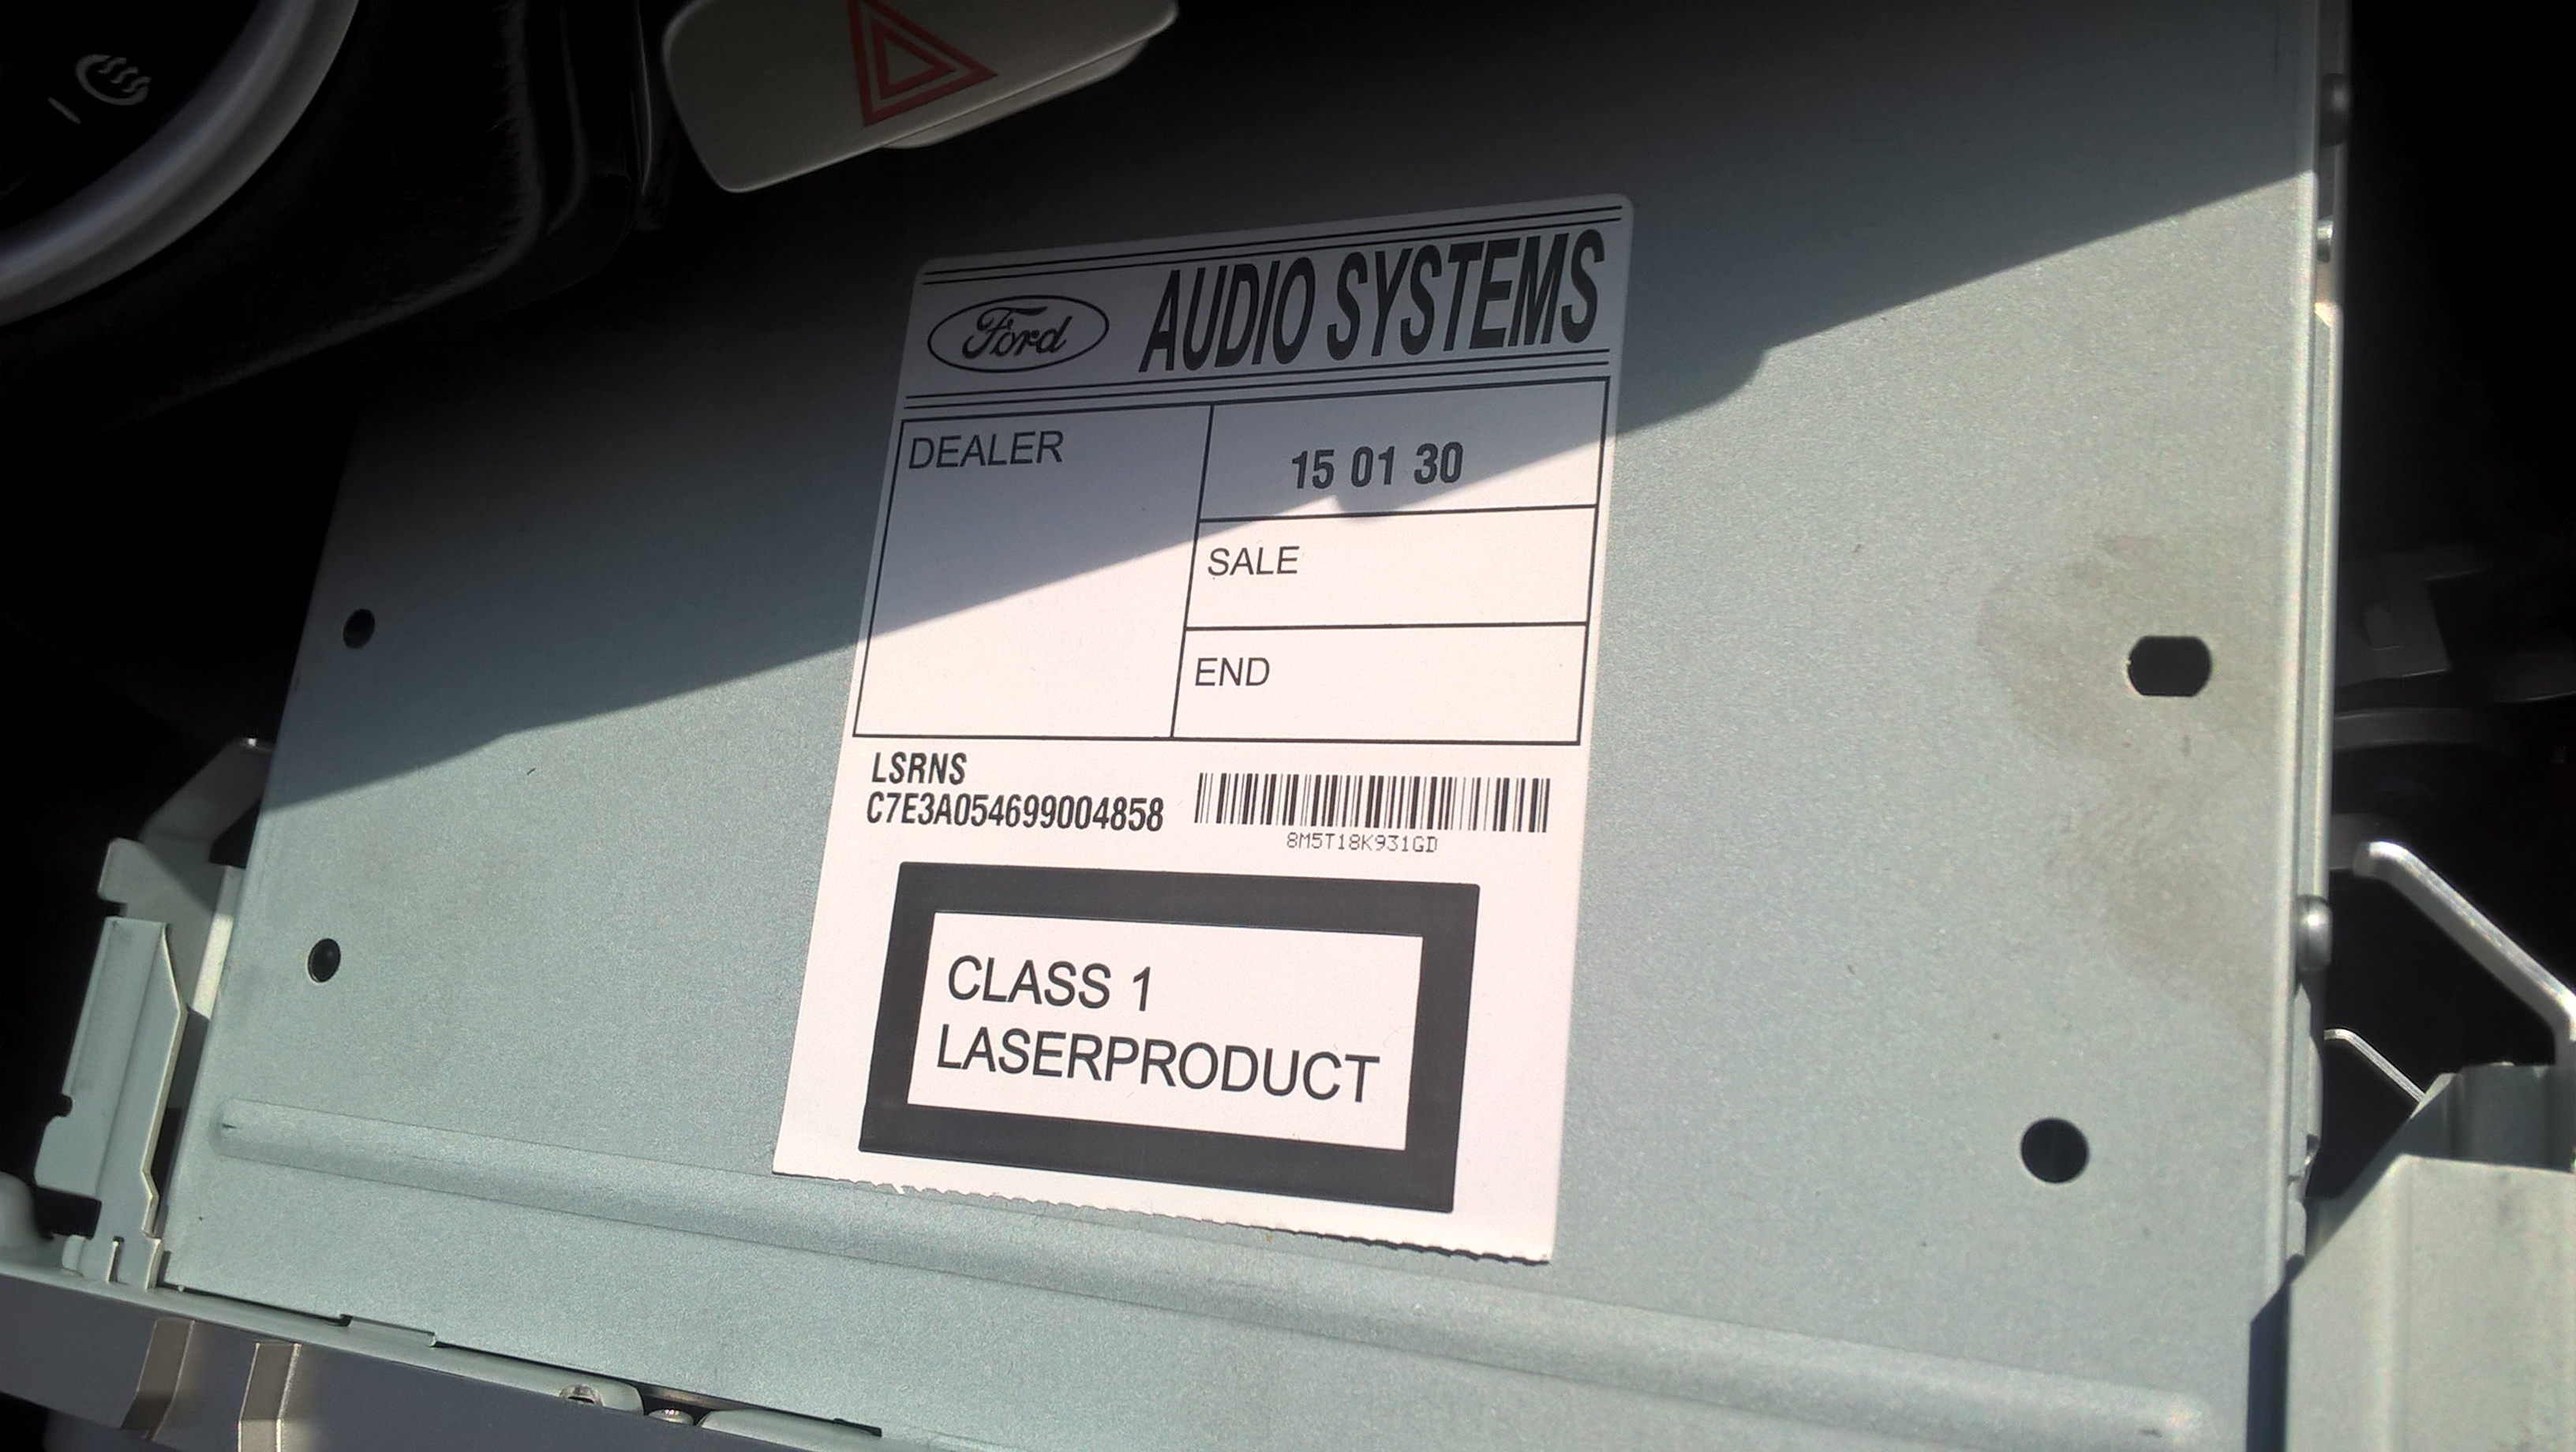 Ford AUDIO SYSTEMS
DEALER
15 01 30
SALE
END
LSRNS
C7E3A054699004858
8M5T18K931GD
CLASS 1
LASERPRODUCT